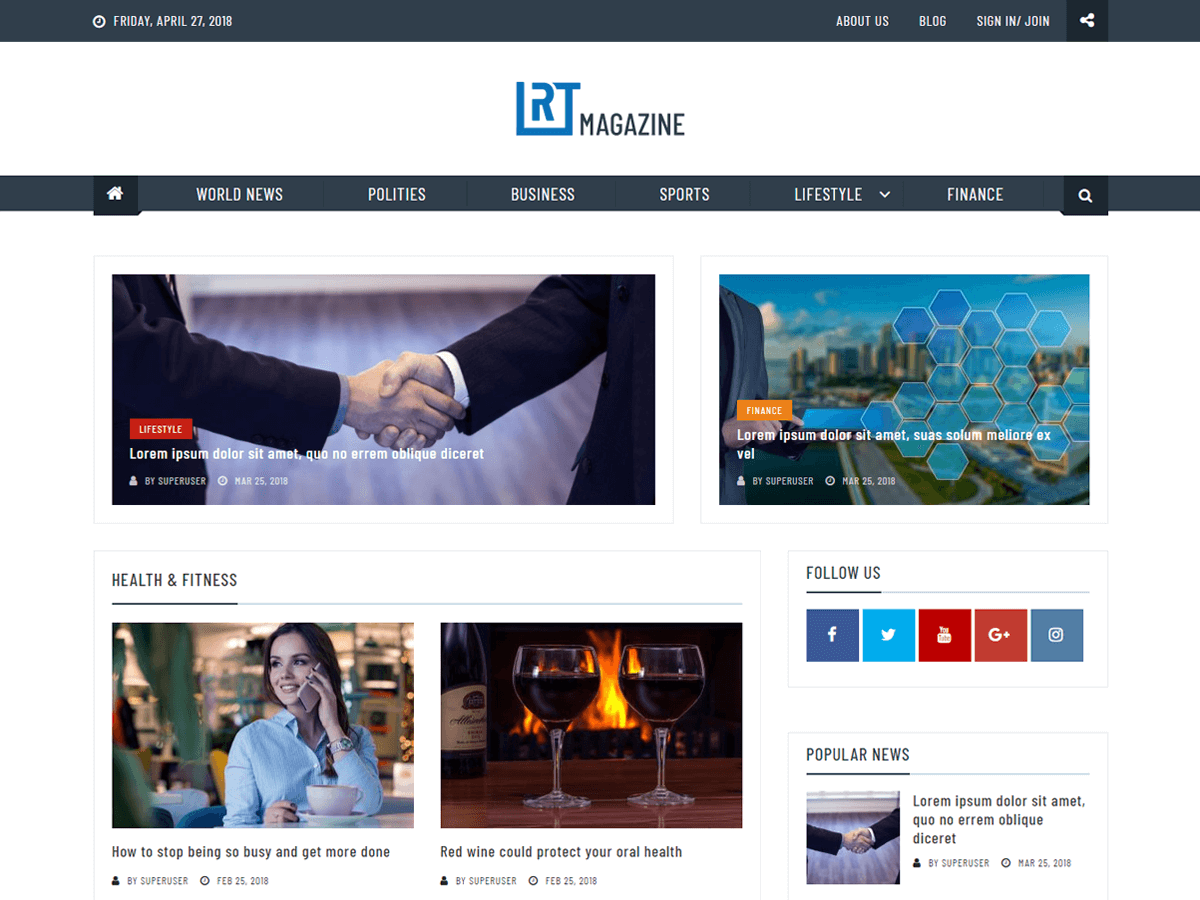 FRIDAY, APRIL 27, 2018
ABOUT US
BLOG
SIGN IN/ JOIN
LRT MAGAZINE
WORLD NEWS
POLITIES
BUSINESS
SPORTS
LIFESTYLE
FINANCE
LIFESTYLE
Lorem ipsum dolor sit amet, quo no errem oblique diceret
BY SUPERUSER MAR 25, 2018
FINANCE
Lorem ipsum dolor sit amet, suas solum meliore ex
vel
BY SUPERUSER MAR 25, 2018
HEALTH & FITNESS
How to stop being so busy and get more done
BY SUPERUSER FEB 25, 2018
Red wine could protect your oral health
BY SUPERUSER FEB 25, 2018
FOLLOW US
You
Tube
G+
POPULAR NEWS
Lorem ipsum dolor sit amet,
quo no errem oblique
diceret
BY SUPERUSER MAR 25, 2018